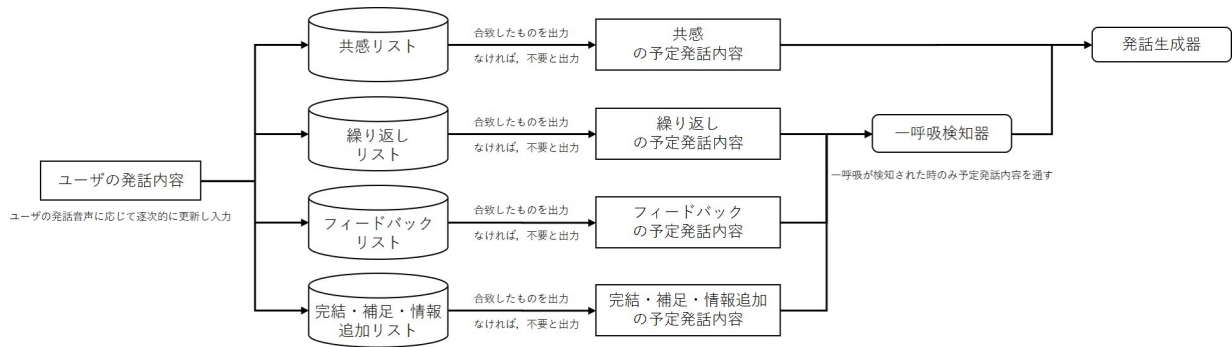 ユーザの発話内容
ユーザの発話音声に応じて逐次的に更新し入力
共感リスト
合致したものを出力
なければ，不要と出力
共感
の予定発話内容
発話生成器
繰り返し
リスト
合致したものを出力
なければ，不要と出力
繰り返し
の予定発話内容
一呼吸検知器
一呼吸が検知された時のみ予定発話内容を通す
フィードバック
リスト
合致したものを出力
なければ，不要と出力
フィードバック
の予定発話内容
完結・補足・情報
追加リスト
合致したものを出力
なければ，不要と出力
完結・補足・情報追加
の予定発話内容